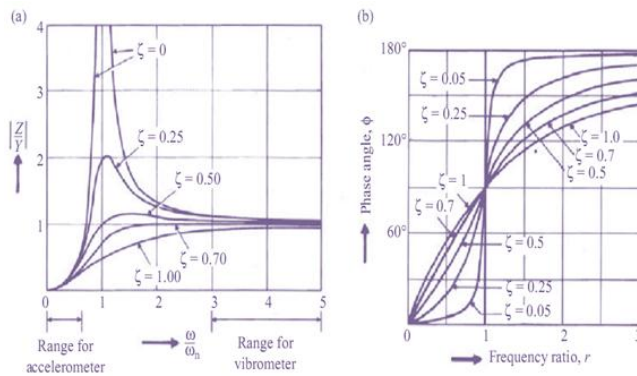 (a)
4
3
2
1
0
|Z/Y|
ζ = 0
ζ = 0.25
ζ = 0.50
ζ = 0.70
ζ = 1.00
0 1 2 3 4 5
Range for
accelerometer
ω/ωn
Range for
vibrometer
(b)
180°
120°
60°
Phase angle, ϕ
ζ = 0.05
ζ = 0.25
ζ = 1.0
ζ = 0.7
ζ = 0.5
ζ = 1
ζ = 0.7
ζ = 0.5
ζ = 0.25
ζ = 0.05
0 1 2 3
Frequency ratio, r